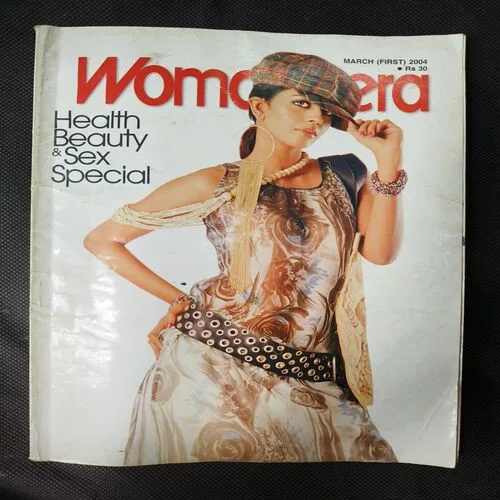 MARCH (FIRST) 2004
• Rs 30
Woma era
Health
Beauty
& Sex
Special